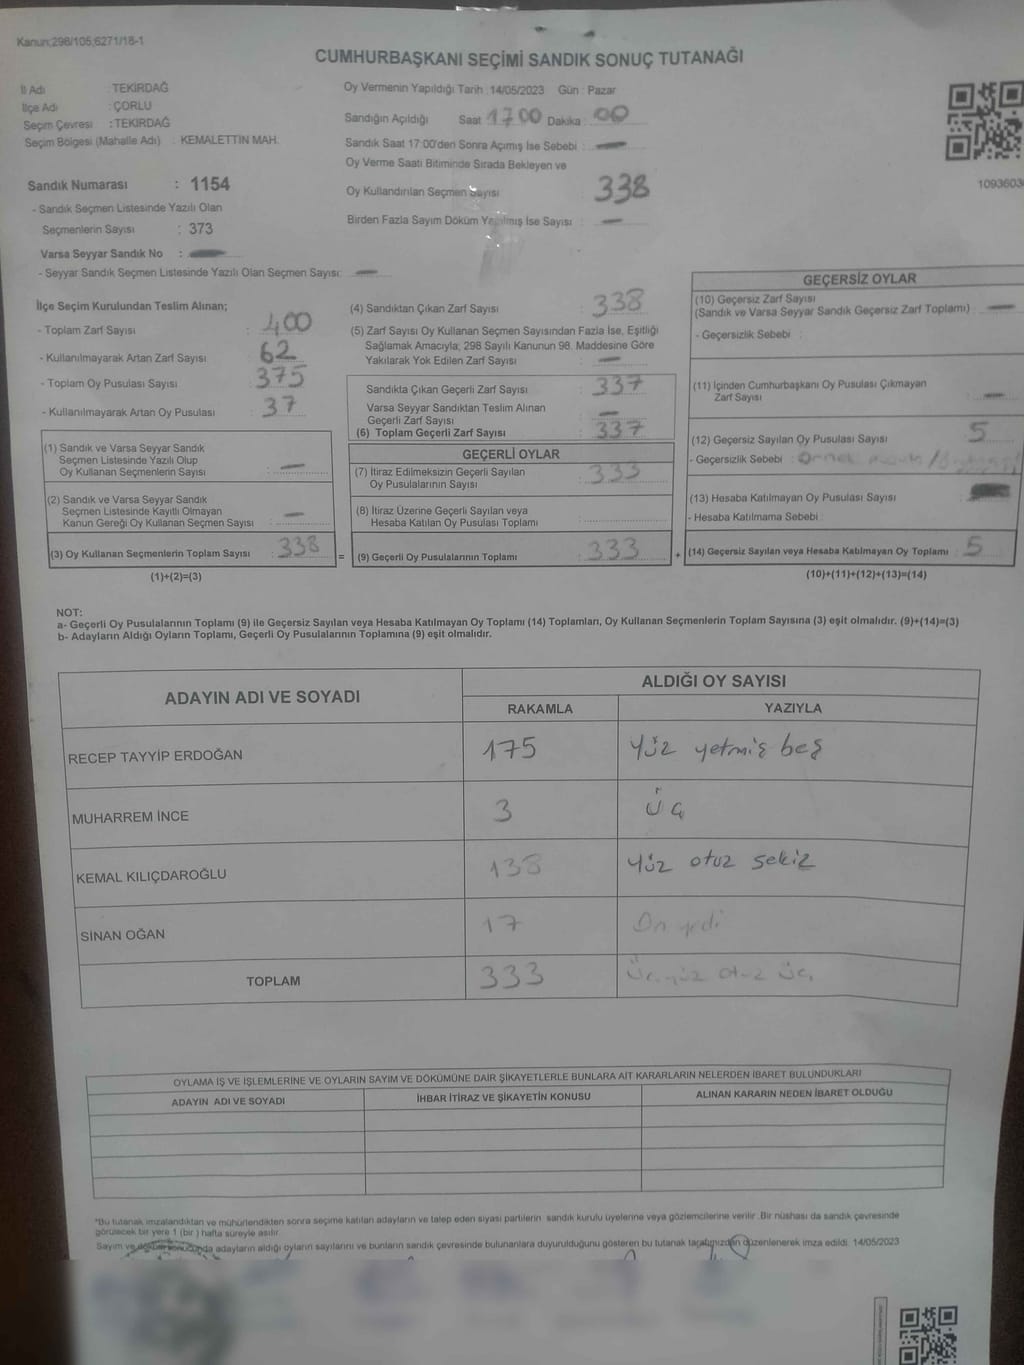 Kanun:298/105;6271/18-1
CUMHURBAŞKANI SEÇİMİ SANDIK SONUÇ TUTANAĞI
İl Adı : TEKİRDAĞ
İlçe Adı : ÇORLU
Seçim Çevresi : TEKİRDAĞ
Seçim Bölgesi (Mahalle Adı) : KEMALETTİN MAH.
Sandık Numarası : 1154
- Sandık Seçmen Listesinde Yazılı Olan
Seçmenlerin Sayısı : 373
Varsa Seyyar Sandık No :
- Seyyar Sandık Seçmen Listesinde Yazılı Olan Seçmen Sayısı:
Oy Vermenin Yapıldığı Tarih : 14/05/2023 Gün : Pazar
Sandığın Açıldığı Saat 17:00 Dakika : 00
Sandık Saat 17:00'den Sonra Açımış İse Sebebi :
Oy Verme Saati Bitiminde Sırada Bekleyen ve
Oy Kullandırılan Seçmen Sayısı : 338
Birden Fazla Sayım Döküm Yapılmış İse Sayısı :
1093603
İlçe Seçim Kurulundan Teslim Alınan;
- Toplam Zarf Sayısı : 400
- Kullanılmayarak Artan Zarf Sayısı : 62
- Toplam Oy Pusulası Sayısı : 375
- Kullanılmayarak Artan Oy Pusulası : 37
(1) Sandık ve Varsa Seyyar Sandık
Seçmen Listesinde Yazılı Olup
Oy Kullanan Seçmenlerin Sayısı :
(2) Sandık ve Varsa Seyyar Sandık
Seçmen Listesinde Kayıtlı Olmayan
Kanun Gereği Oy Kullanan Seçmen Sayısı :
(3) Oy Kullanan Seçmenlerin Toplam Sayısı : 338
(1)+(2)=(3)
(4) Sandıktan Çıkan Zarf Sayısı : 338
(5) Zarf Sayısı Oy Kullanan Seçmen Sayısından Fazla İse, Eşitliği
Sağlamak Amacıyla; 298 Sayılı Kanunun 98. Maddesine Göre
Yakılarak Yok Edilen Zarf Sayısı :
Sandıkta Çıkan Geçerli Zarf Sayısı : 337
Varsa Seyyar Sandıktan Teslim Alınan
Geçerli Zarf Sayısı :
(6) Toplam Geçerli Zarf Sayısı : 337
GEÇERLİ OYLAR
(7) İtiraz Edilmeksizin Geçerli Sayılan
Oy Pusulalarının Sayısı : 333
(8) İtiraz Üzerine Geçerli Sayılan veya
Hesaba Katılan Oy Pusulası Toplamı :
= (9) Geçerli Oy Pusulalarının Toplamı : 333
GEÇERSİZ OYLAR
(10) Geçersiz Zarf Sayısı
(Sandık ve Varsa Seyyar Sandık Geçersiz Zarf Toplamı) :
- Geçersizlik Sebebi :
(11) İçinden Cumhurbaşkanı Oy Pusulası Çıkmayan
Zarf Sayısı :
(12) Geçersiz Sayılan Oy Pusulası Sayısı : 5
- Geçersizlik Sebebi :
(13) Hesaba Katılmayan Oy Pusulası Sayısı :
- Hesaba Katılmama Sebebi :
+ (14) Geçersiz Sayılan veya Hesaba Katılmayan Oy Toplamı : 5
(10)+(11)+(12)+(13)=(14)
NOT:
a- Geçerli Oy Pusulalarının Toplamı (9) ile Geçersiz Sayılan veya Hesaba Katılmayan Oy Toplamı (14) Toplamları, Oy Kullanan Seçmenlerin Toplam Sayısına (3) eşit olmalıdır. (9)+(14)=(3)
b- Adayların Aldığı Oyların Toplamı, Geçerli Oy Pusulalarının Toplamına (9) eşit olmalıdır.
ADAYIN ADI VE SOYADI
ALDIĞI OY SAYISI
RAKAMLA YAZIYLA
RECEP TAYYİP ERDOĞAN 175 Yüz yetmiş beş
MUHARREM İNCE 3 Üç
KEMAL KILIÇDAROĞLU 138 Yüz otuz sekiz
SİNAN OĞAN 17 On yedi
TOPLAM 333 Üç yüz otuz üç
OYLAMA İŞ VE İŞLEMLERİNE VE OYLARIN SAYIM VE DÖKÜMÜNE DAİR ŞİKAYETLERLE BUNLARA AİT KARARLARIN NELERDEN İBARET BULUNDUKLARI
ADAYIN ADI VE SOYADI İHBAR İTİRAZ VE ŞİKAYETİN KONUSU ALINAN KARARIN NEDEN İBARET OLDUĞU
*Bu tutanak imzalandıktan ve mühürlendikten sonra seçime katılan adayların ve talep eden siyasi partilerin sandık kurulu üyelerine veya gözlemcilerine verilir. Bir nüshası da sandık çevresinde
görülecek bir yere 1 (bir) hafta süreyle asılır.
Sayım ve döküm konucunda adayların aldığı oyların sayılarını ve bunların sandık çevresinde bulunanlara duyurulduğunu gösteren bu tutanak tarafımızdan düzenlenerek imza edildi. 14/05/2023